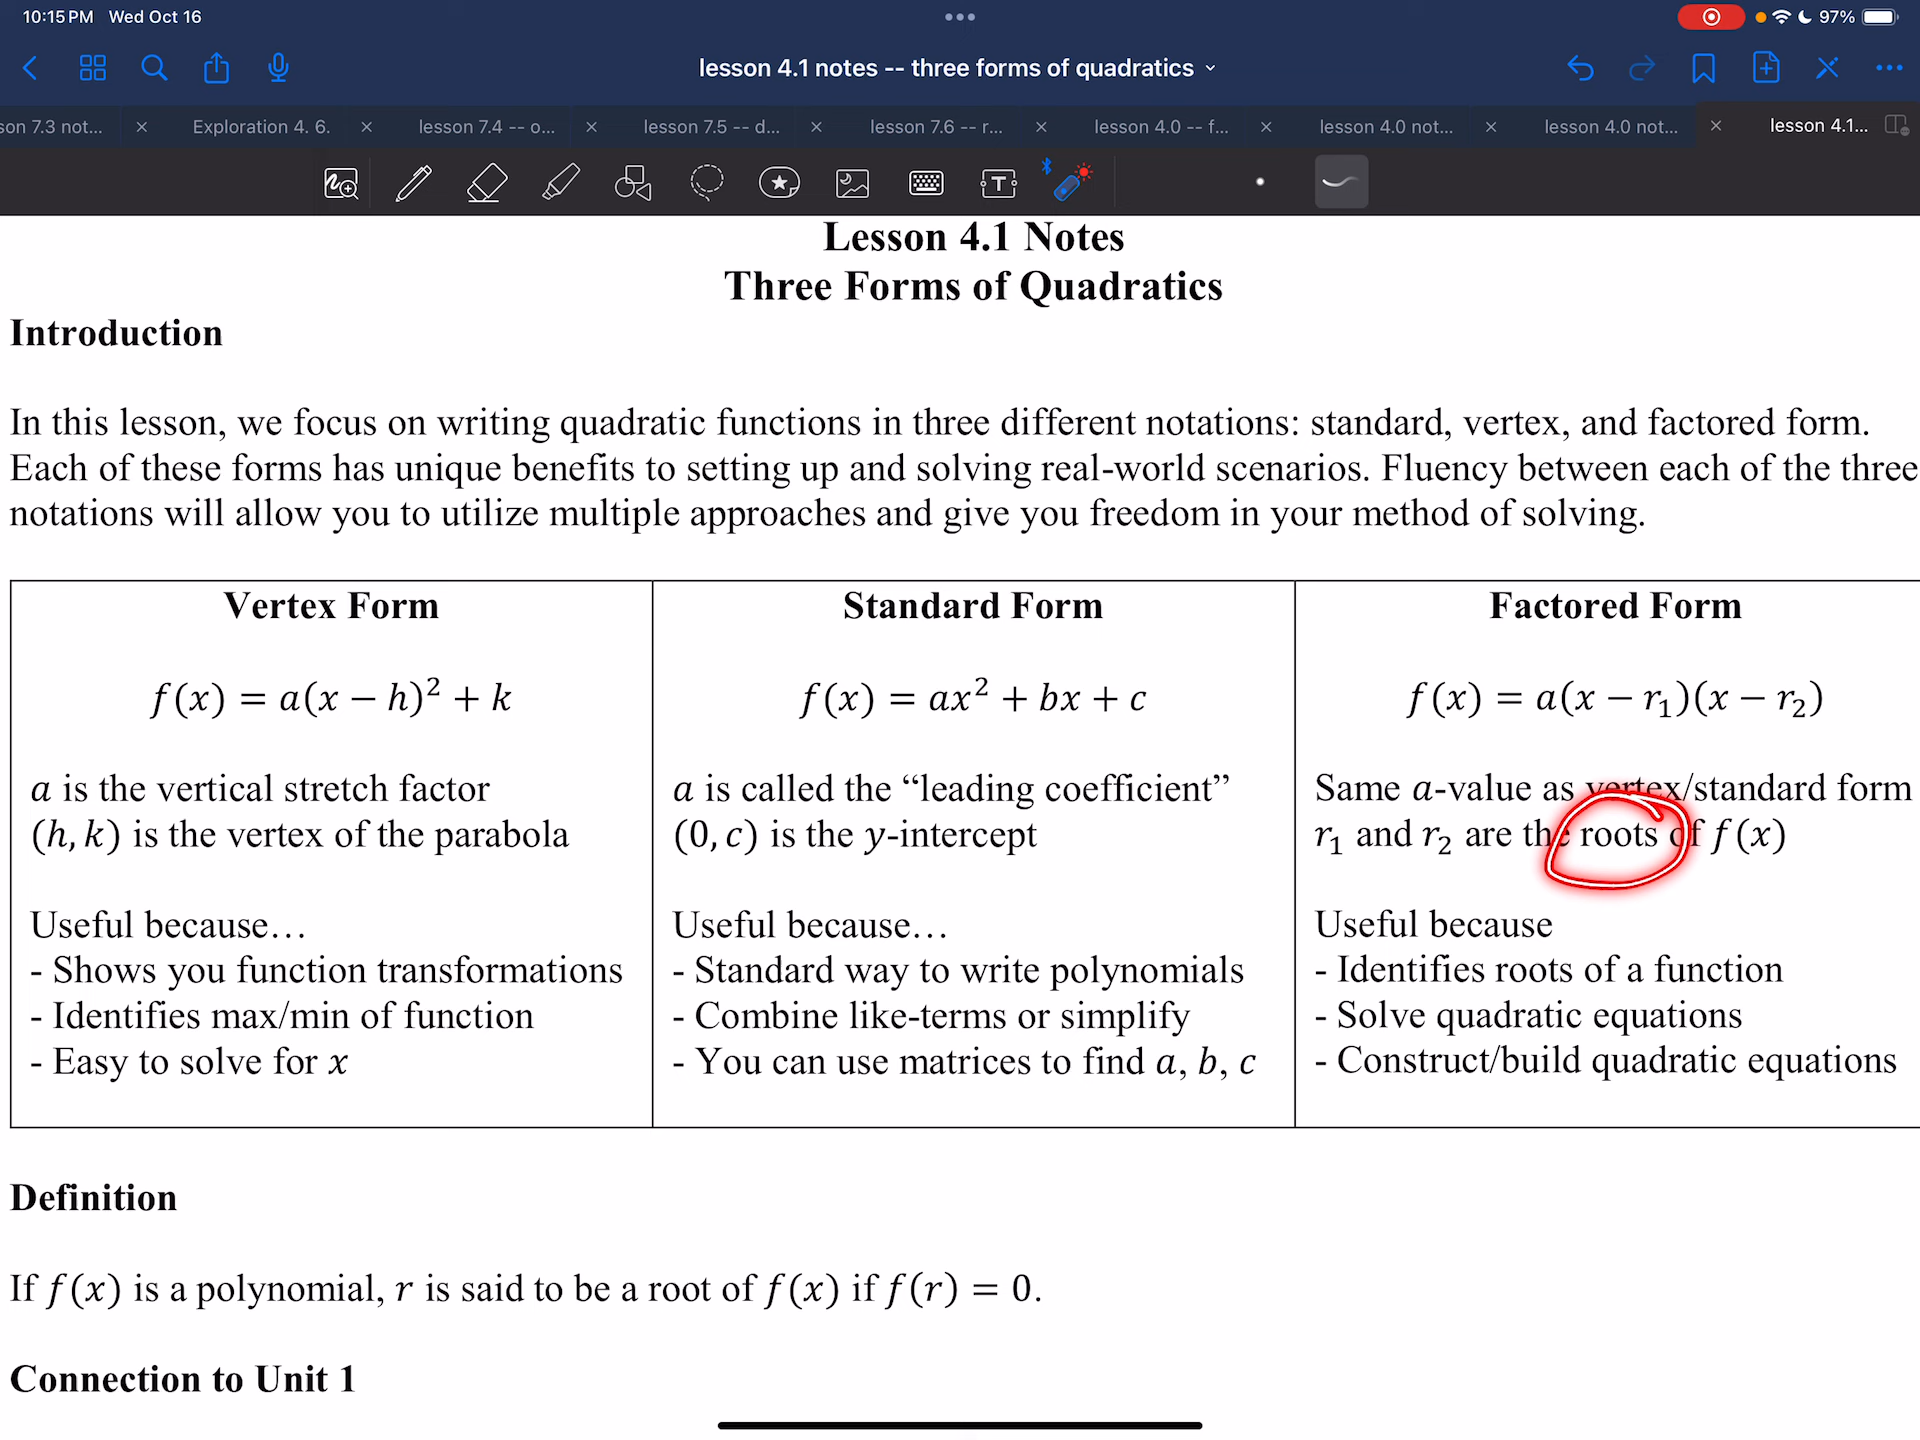 10:15 PM Wed Oct 16
97%
lesson 4.1 notes -- three forms of quadratics
son 7.3 not... Exploration 4. 6. lesson 7.4 -- o... lesson 7.5 -- d... lesson 7.6 -- r... lesson 4.0 -- f... lesson 4.0 not... lesson 4.0 not... lesson 4.1...
Lesson 4.1 Notes
Three Forms of Quadratics
Introduction
In this lesson, we focus on writing quadratic functions in three different notations: standard, vertex, and factored form.
Each of these forms has unique benefits to setting up and solving real-world scenarios. Fluency between each of the three
notations will allow you to utilize multiple approaches and give you freedom in your method of solving.
Vertex Form
f(x) = a(x − h)² + k
a is the vertical stretch factor
(h, k) is the vertex of the parabola
Useful because…
- Shows you function transformations
- Identifies max/min of function
- Easy to solve for x
Standard Form
f(x) = ax² + bx + c
a is called the “leading coefficient”
(0, c) is the y-intercept
Useful because…
- Standard way to write polynomials
- Combine like-terms or simplify
- You can use matrices to find a, b, c
Factored Form
f(x) = a(x − r₁)(x − r₂)
Same a-value as vertex/standard form
r₁ and r₂ are the roots of f(x)
Useful because
- Identifies roots of a function
- Solve quadratic equations
- Construct/build quadratic equations
Definition
If f(x) is a polynomial, r is said to be a root of f(x) if f(r) = 0.
Connection to Unit 1